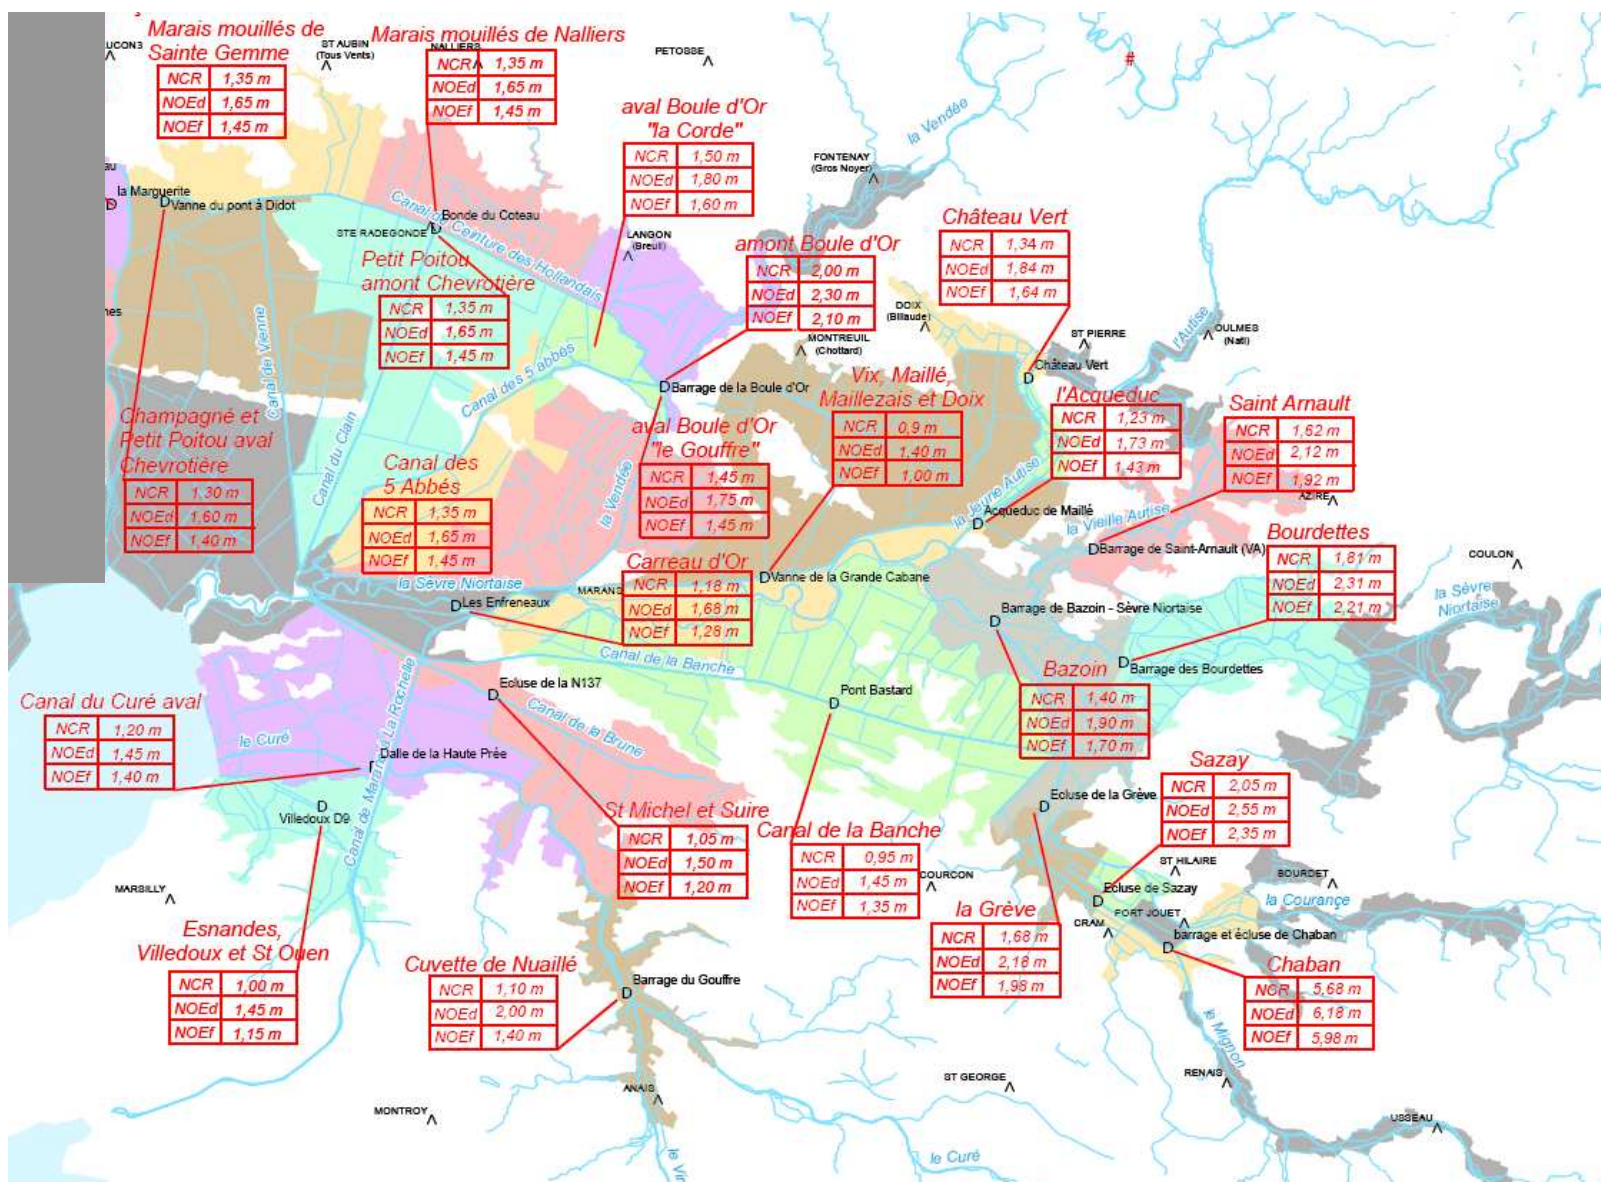 Marais mouillés de
Sainte Gemme
NCR 1,35 m
NOEd 1,65 m
NOEf 1,45 m
ST AUBIN
(Tous Vents)
Marais mouillés de Nalliers
NALLIERS
NCR 1,35 m
NOEd 1,65 m
NOEf 1,45 m
PETOSSE
#
la Vendée
aval Boule d'Or
"la Corde"
NCR 1,50 m
NOEd 1,80 m
NOEf 1,60 m
FONTENAY
(Gros Noyer)
la Marguerite
Vanne du pont à Didot
Bonde du Coteau
STE RADEGONDE
Canal de Ceinture des Hollandais
LANGON
(Breuil)
Château Vert
NCR 1,34 m
NOEd 1,84 m
NOEf 1,64 m
amont Boule d'Or
NCR 2,00 m
NOEd 2,30 m
NOEf 2,10 m
Petit Poitou
amont Chevrotière
NCR 1,35 m
NOEd 1,65 m
NOEf 1,45 m
DOIX
(Billaude)
MONTREUIL
(Chottard)
ST PIERRE
OULMES
(Nati)
l'Autise
Canal de Vienne
Canal des 5 abbés
Canal du Clain
Barrage de la Boule d'Or
Château Vert
Vix, Maillé,
Maillezais et Doix
NCR 0,9 m
NOEd 1,40 m
NOEf 1,00 m
l'Acqueduc
NCR 1,23 m
NOEd 1,73 m
NOEf 1,43 m
Saint Arnault
NCR 1,62 m
NOEd 2,12 m
NOEf 1,92 m
AZIRE
Champagné et
Petit Poitou aval
Chevrotière
NCR 1,30 m
NOEd 1,60 m
NOEf 1,40 m
aval Boule d'Or
"le Gouffre"
NCR 1,45 m
NOEd 1,75 m
NOEf 1,45 m
Canal des
5 Abbés
NCR 1,35 m
NOEd 1,65 m
NOEf 1,45 m
la Vendée
la Jeune Autise
Acqueduc de Maillé
la Vieille Autise
Barrage de Saint-Arnault (VA)
Bourdettes
NCR 1,81 m
NOEd 2,31 m
NOEf 2,21 m
COULON
la Sèvre
Niortaise
la Sèvre Niortaise
Les Enfreneaux
Carreau d'Or
NCR 1,18 m
NOEd 1,68 m
NOEf 1,28 m
Vanne de la Grande Cabane
Barrage de Bazoin - Sèvre Niortaise
Canal de la Banche
Barrage des Bourdettes
Bazoin
NCR 1,40 m
NOEd 1,90 m
NOEf 1,70 m
Ecluse de la N137
Pont Bastard
Canal de la Brune
Canal du Curé aval
NCR 1,20 m
NOEd 1,45 m
NOEf 1,40 m
le Curé
Dalle de la Haute Prée
Canal de Marans à La Rochelle
Villedoux D9
Sazay
NCR 2,05 m
NOEd 2,55 m
NOEf 2,35 m
Ecluse de la Grève
St Michel et Suire
NCR 1,05 m
NOEd 1,50 m
NOEf 1,20 m
Canal de la Banche
NCR 0,95 m
NOEd 1,45 m
NOEf 1,35 m
COURCON
ST HILAIRE
BOURDET
Ecluse de Sazay
la Courance
PORT JOUET
CRAM
barrage et écluse de Chaban
MARSILLY
la Grève
NCR 1,68 m
NOEd 2,18 m
NOEf 1,98 m
Esnandes,
Villedoux et St Ouen
NCR 1,00 m
NOEd 1,45 m
NOEf 1,15 m
Cuvette de Nuaillé
NCR 1,10 m
NOEd 2,00 m
NOEf 1,40 m
Barrage du Gouffre
Chaban
NCR 5,68 m
NOEd 6,18 m
NOEf 5,98 m
le Mignon
ST GEORGE
RENAIS
ANAIS
MONTROY
USSEAU
le Curé